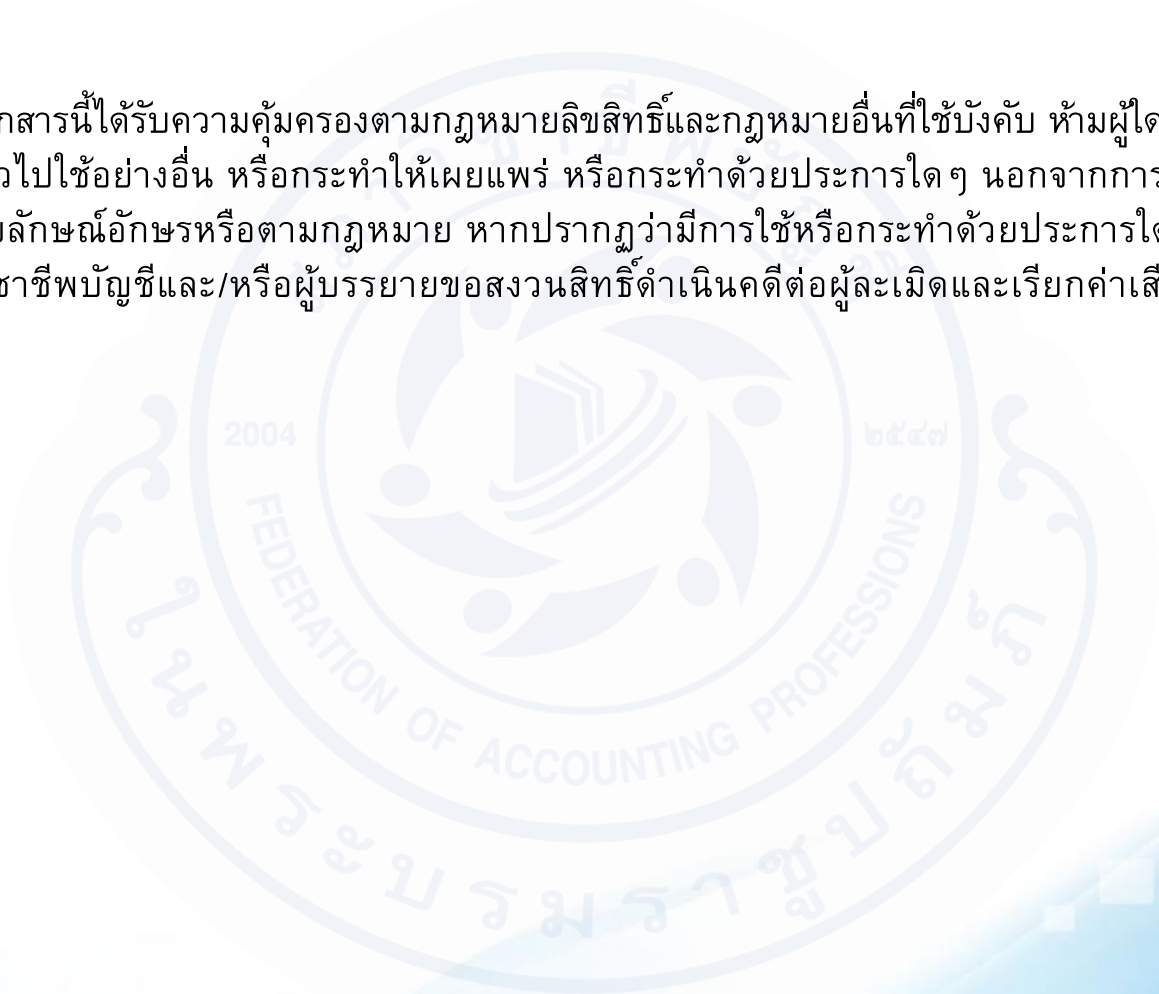 กสารนี้ได้รับความคุ้มครองตามกฎหมายลิขสิทธิ์และกฎหมายอื่นที่ใช้บังคับ ห้ามผู้ใด
ไปใช้อย่างอื่น หรือกระทำให้เผยแพร่ หรือกระทำด้วยประการใดๆ นอกจากการ
ลักษณ์อักษรหรือตามกฎหมาย หากปรากฏว่ามีการใช้หรือกระทำด้วยประการใด
ชาชีพบัญชีและ/หรือผู้บรรยายขอสงวนสิทธิ์ดำเนินคดีต่อผู้ละเมิดและเรียกค่าเสี
สภาวิชาชีพบัญชี
2004
๒๕๔๗
FEDERATION OF ACCOUNTING PROFESSIONS
ในพระบรมราชูปถัมภ์